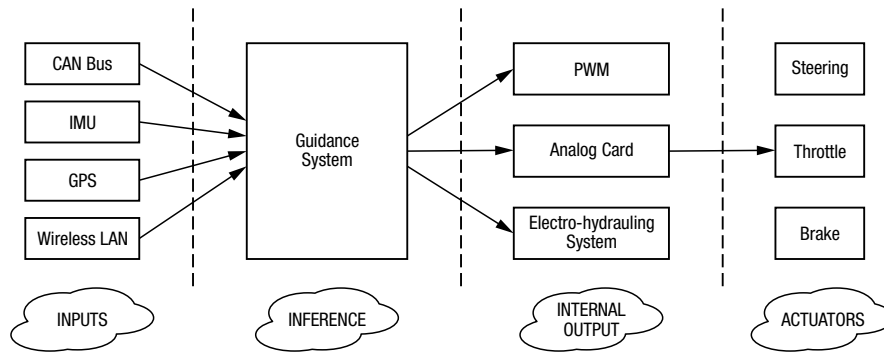 CAN Bus
IMU
GPS
Wireless LAN
Guidance
System
PWM
Analog Card
Electro-hydrauling
System
Steering
Throttle
Brake
INPUTS
INFERENCE
INTERNAL
OUTPUT
ACTUATORS